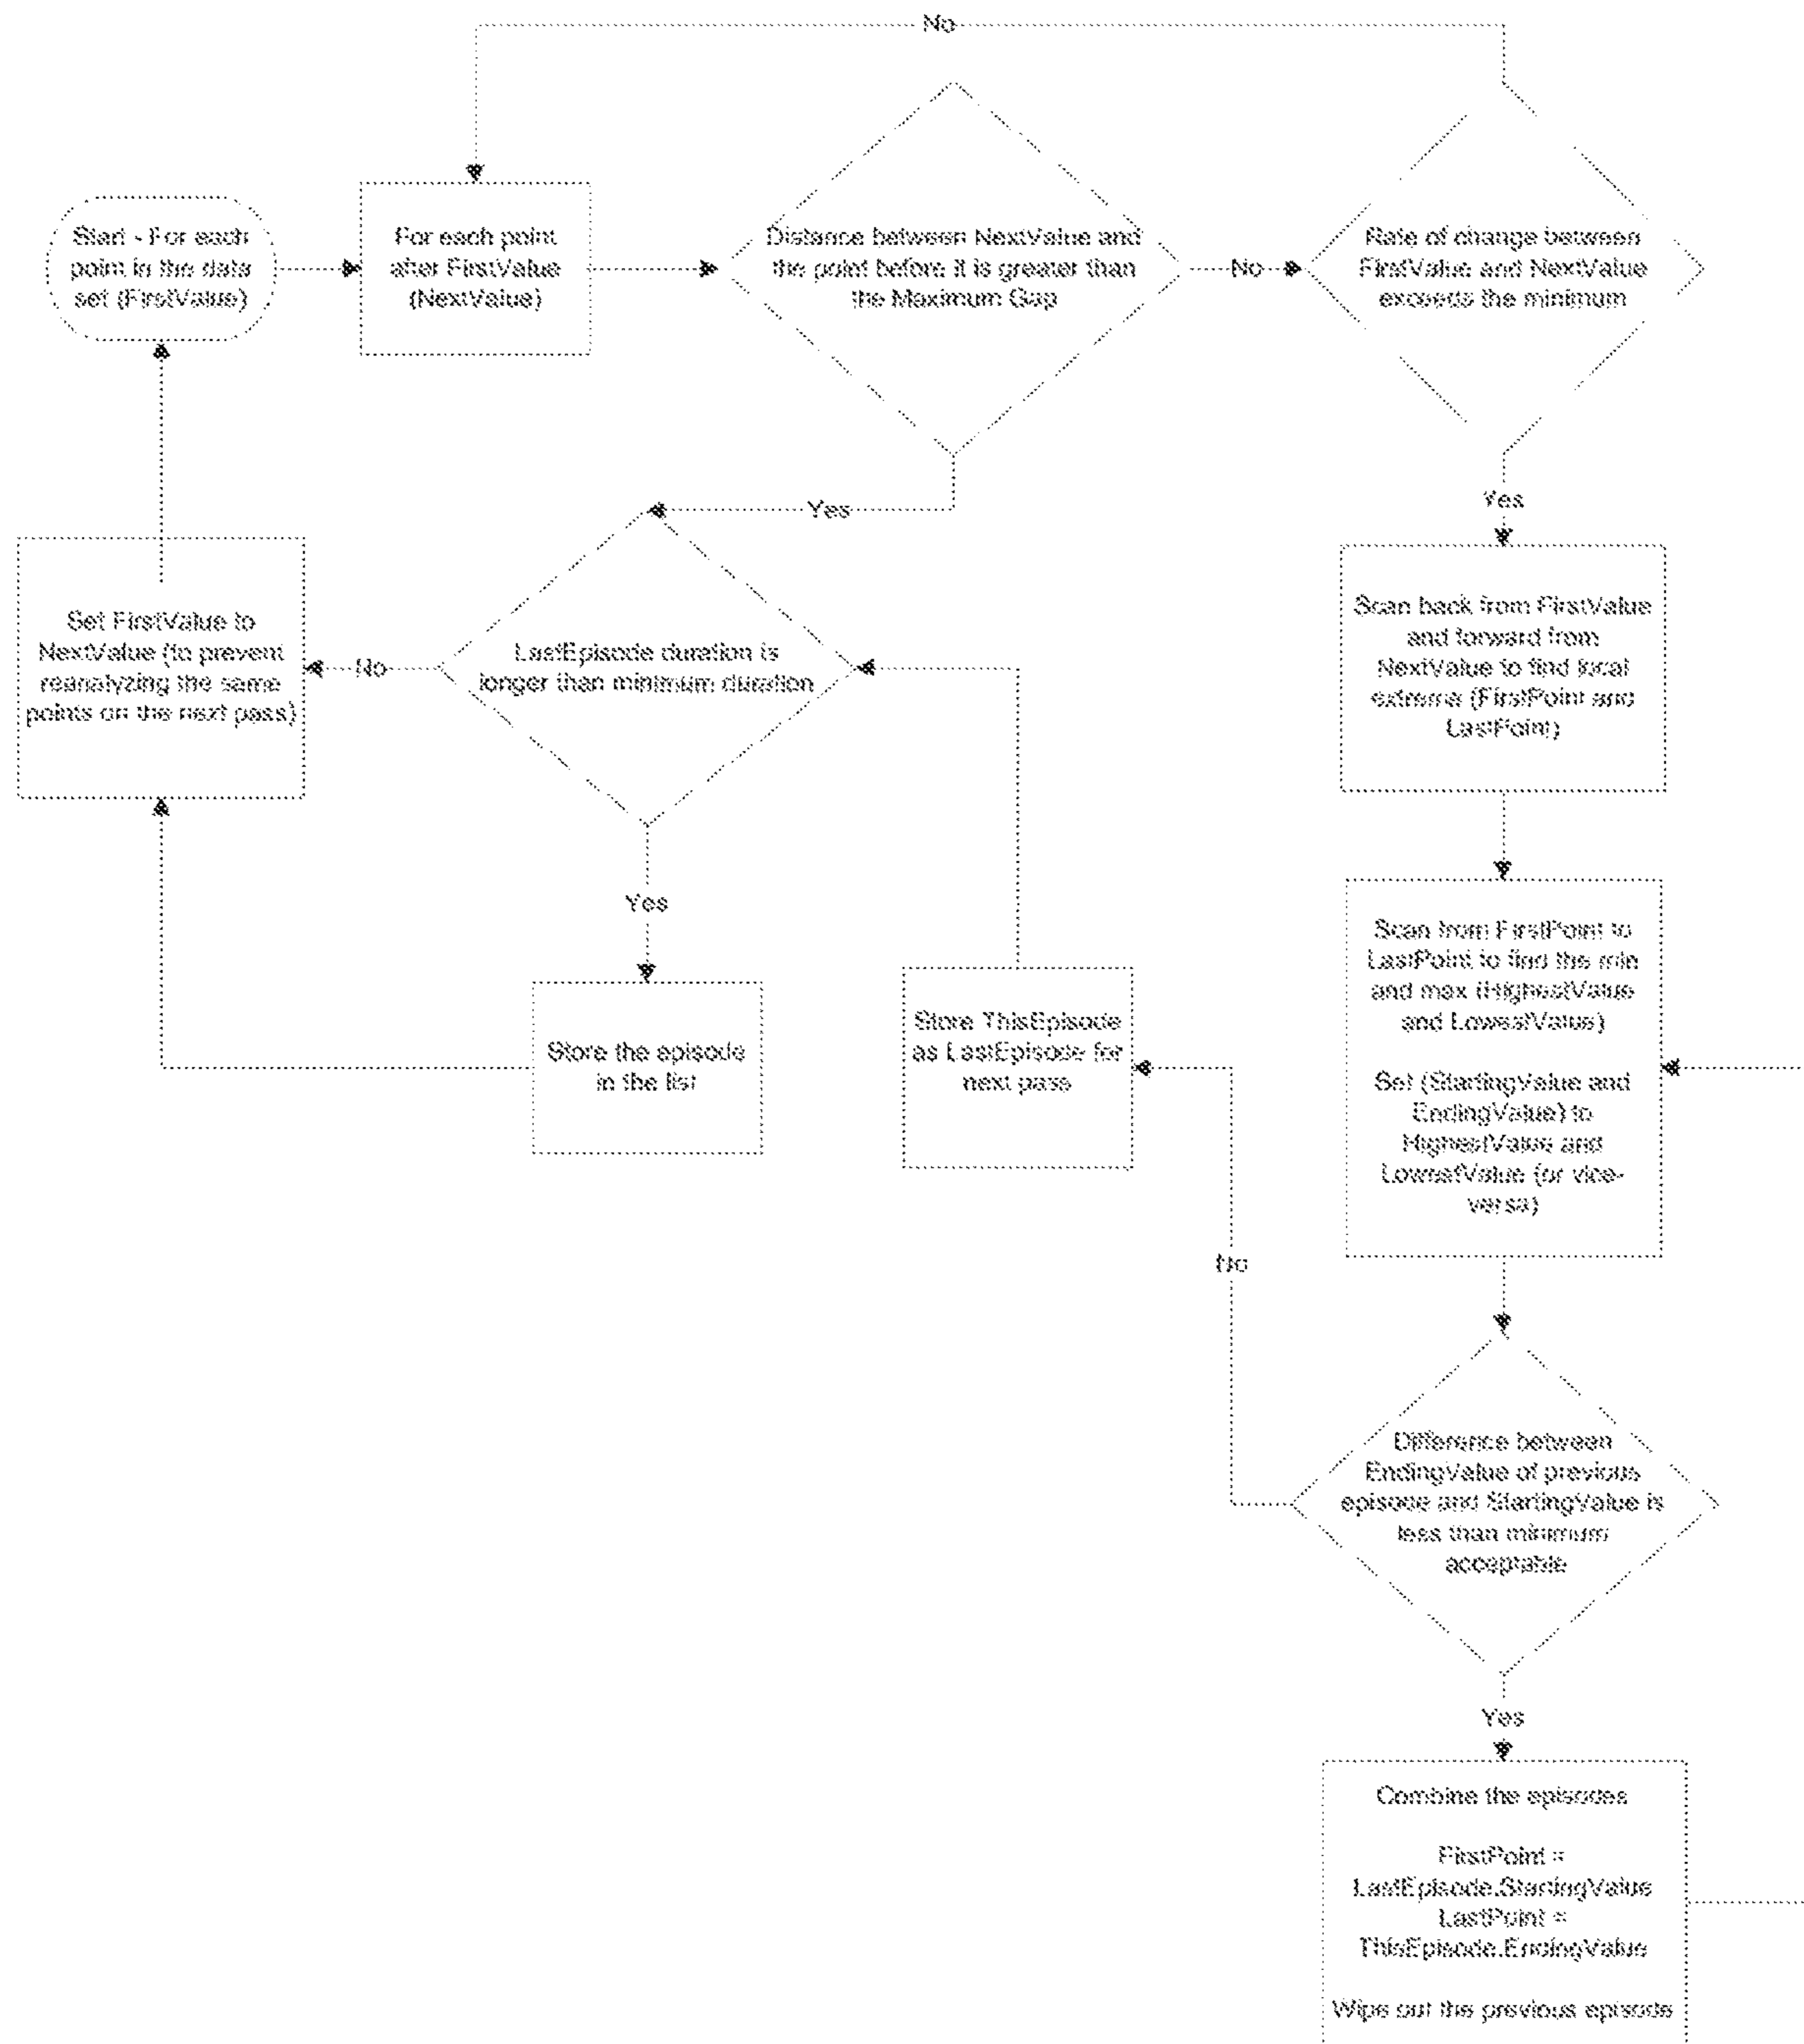 No
Start - For each
point in the data
set (FirstValue)
For each point
after FirstValue
(NextValue)
Distance between NextValue and
the point before it is greater than
the Maximum Gap
No
Rate of change between
FirstValue and NextValue
exceeds the minimum
Yes
Yes
Set FirstValue to
NextValue (to prevent
reanalyzing the same
points on the next pass)
No
LastEpisode duration is
longer than minimum duration
Scan back from FirstValue
and forward from
NextValue to find local
extrema (FirstPoint and
LastPoint)
Yes
Store the episode
in the list
Store ThisEpisode
as LastEpisode for
next pass
Scan from FirstPoint to
LastPoint to find the min
and max (HighestValue
and LowestValue)
Set (StartingValue and
EndingValue) to
HighestValue and
LowestValue (or vice-
versa)
No
Difference between
EndingValue of previous
episode and StartingValue is
less than minimum
acceptable
Yes
Combine the episodes
FirstPoint =
LastEpisode.StartingValue
LastPoint =
ThisEpisode.EndingValue
Wipe out the previous episode